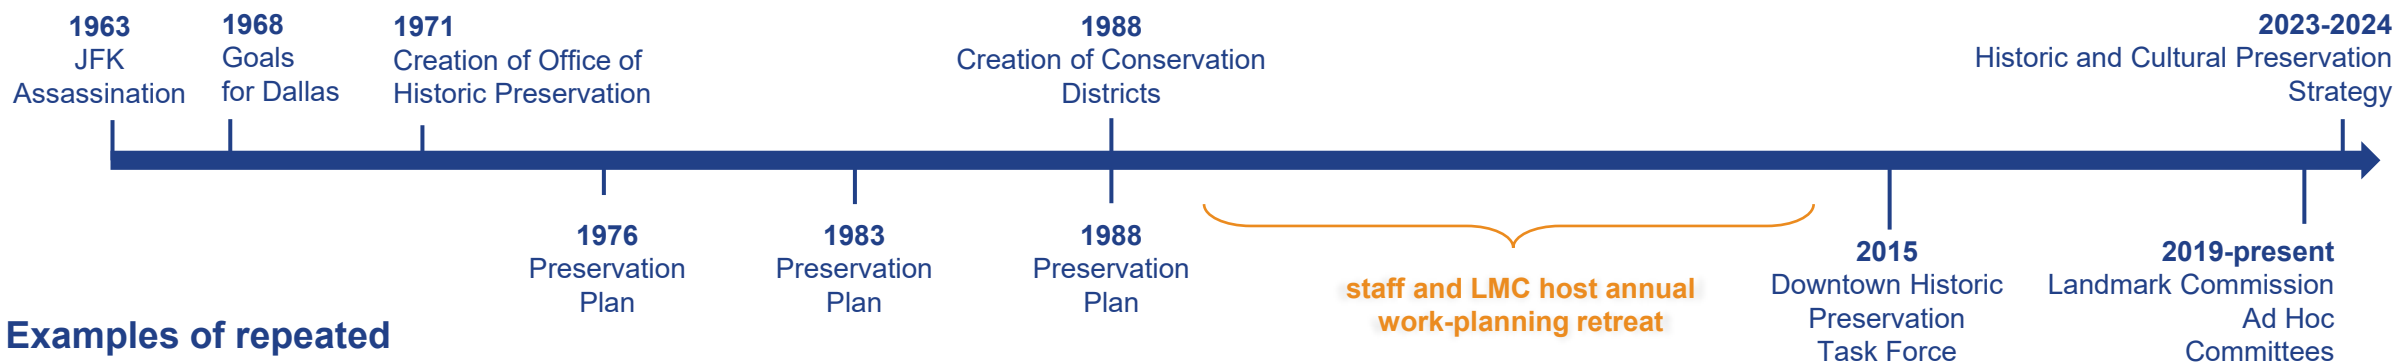 1963
JFK
Assassination
1968
Goals
for Dallas
1971
Creation of Office of
Historic Preservation
1988
Creation of Conservation
Districts
2023-2024
Historic and Cultural Preservation
Strategy
1976
Preservation
Plan
1983
Preservation
Plan
1988
Preservation
Plan
staff and LMC host annual
work-planning retreat
2015
Downtown Historic
Preservation
Task Force
2019-present
Landmark Commission
Ad Hoc
Committees
Examples of repeated